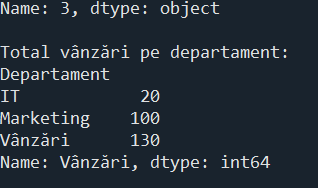 Name: 3, dtype: object

Total vânzări pe departament:
Departament
IT            20
Marketing    100
Vânzări      130
Name: Vânzări, dtype: int64